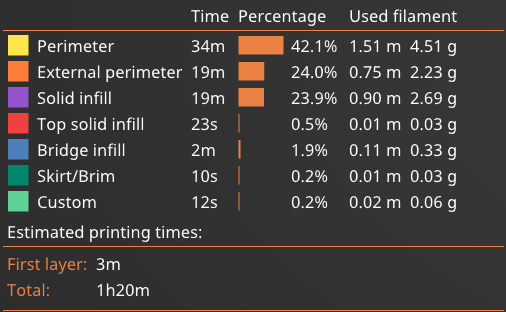 Time Percentage Used filament
Perimeter 34m 42.1% 1.51 m 4.51 g
External perimeter 19m 24.0% 0.75 m 2.23 g
Solid infill 19m 23.9% 0.90 m 2.69 g
Top solid infill 23s 0.5% 0.01 m 0.03 g
Bridge infill 2m 1.9% 0.11 m 0.33 g
Skirt/Brim 10s 0.2% 0.01 m 0.03 g
Custom 12s 0.2% 0.02 m 0.06 g
Estimated printing times:
First layer: 3m
Total: 1h20m